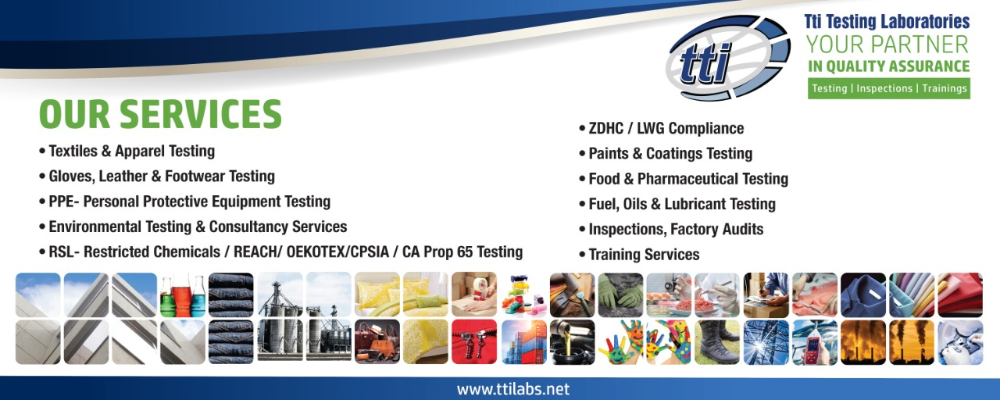 tti
Tti Testing Laboratories
YOUR PARTNER
IN QUALITY ASSURANCE
Testing | Inspections | Trainings
OUR SERVICES
• Textiles & Apparel Testing
• Gloves, Leather & Footwear Testing
• PPE- Personal Protective Equipment Testing
• Environmental Testing & Consultancy Services
• RSL- Restricted Chemicals / REACH/ OEKOTEX/CPSIA / CA Prop 65 Testing
• ZDHC / LWG Compliance
• Paints & Coatings Testing
• Food & Pharmaceutical Testing
• Fuel, Oils & Lubricant Testing
• Inspections, Factory Audits
• Training Services
www.ttilabs.net